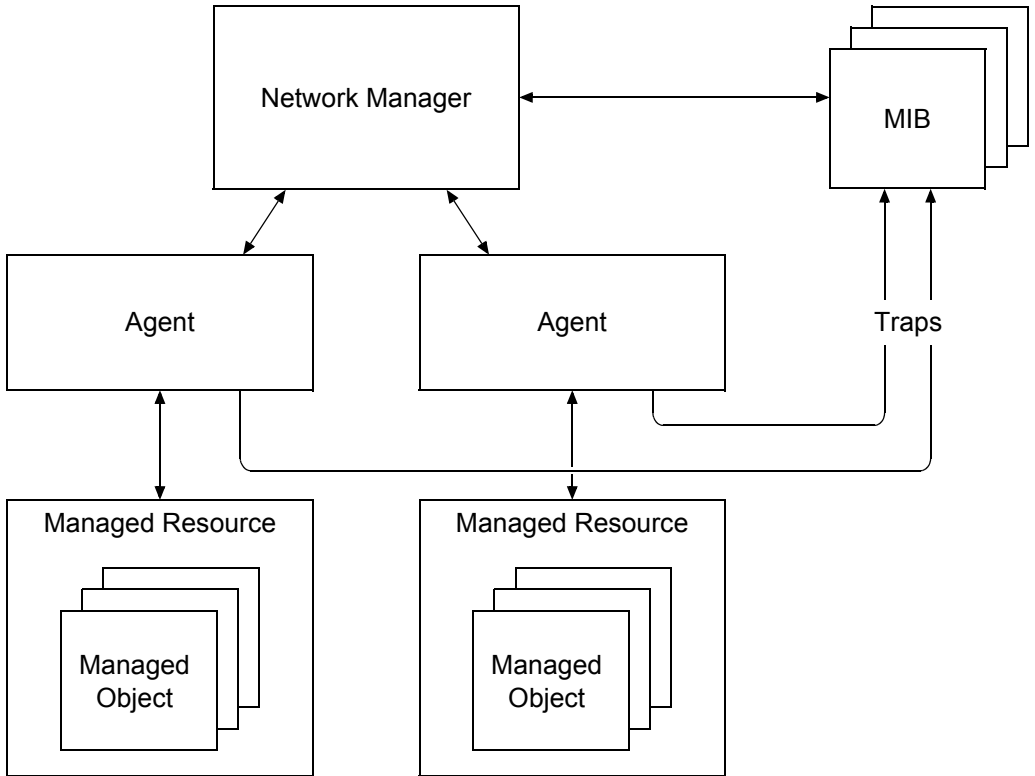 Network Manager
MIB
Agent
Agent
Traps
Managed Resource
Managed Resource
Managed
Object
Managed
Object